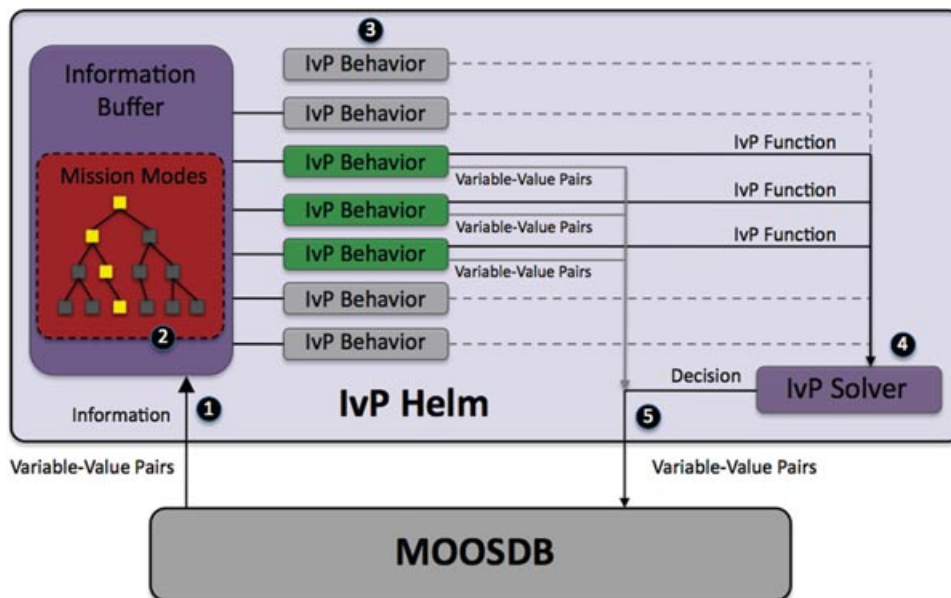 3
IvP Behavior
Information
Buffer
IvP Behavior
IvP Function
IvP Behavior
Mission Modes
Variable-Value Pairs
IvP Function
IvP Behavior
Variable-Value Pairs
IvP Function
IvP Behavior
Variable-Value Pairs
IvP Behavior
2
IvP Behavior
4
Decision
IvP Solver
IvP Helm
1
Information
5
Variable-Value Pairs
Variable-Value Pairs
MOOSDB